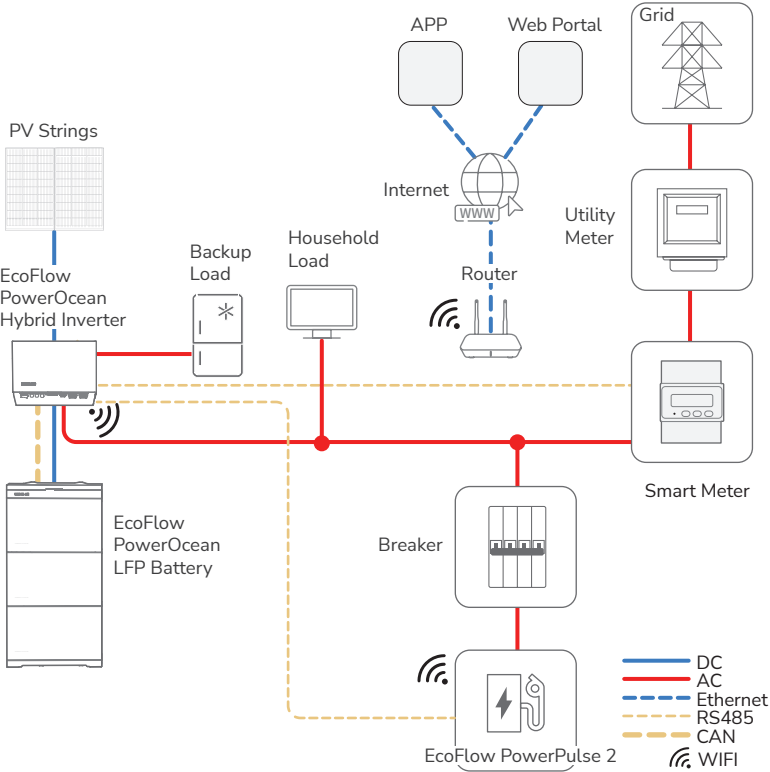 APP
Web Portal
Grid
PV Strings
Internet
WWW
Utility
Meter
Backup
Load
Household
Load
Router
EcoFlow
PowerOcean
Hybrid Inverter
Smart Meter
EcoFlow
PowerOcean
LFP Battery
Breaker
EcoFlow PowerPulse 2
DC
AC
Ethernet
RS485
CAN
WIFI